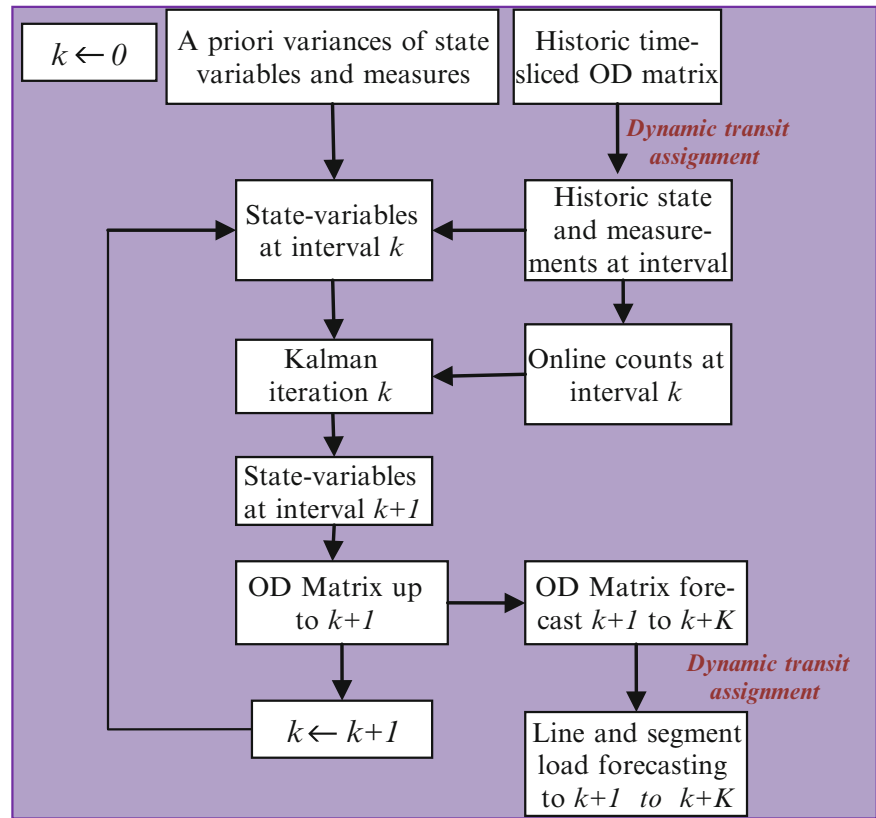 k ← 0
A priori variances of state
variables and measures
Historic time-
sliced OD matrix
Dynamic transit
assignment
State-variables
at interval k
Historic state
and measure-
ments at interval
Kalman
iteration k
Online counts at
interval k
State-variables
at interval k+1
OD Matrix up
to k+1
OD Matrix fore-
cast k+1 to k+K
Dynamic transit
assignment
k ← k+1
Line and segment
load forecasting
to k+1 to k+K